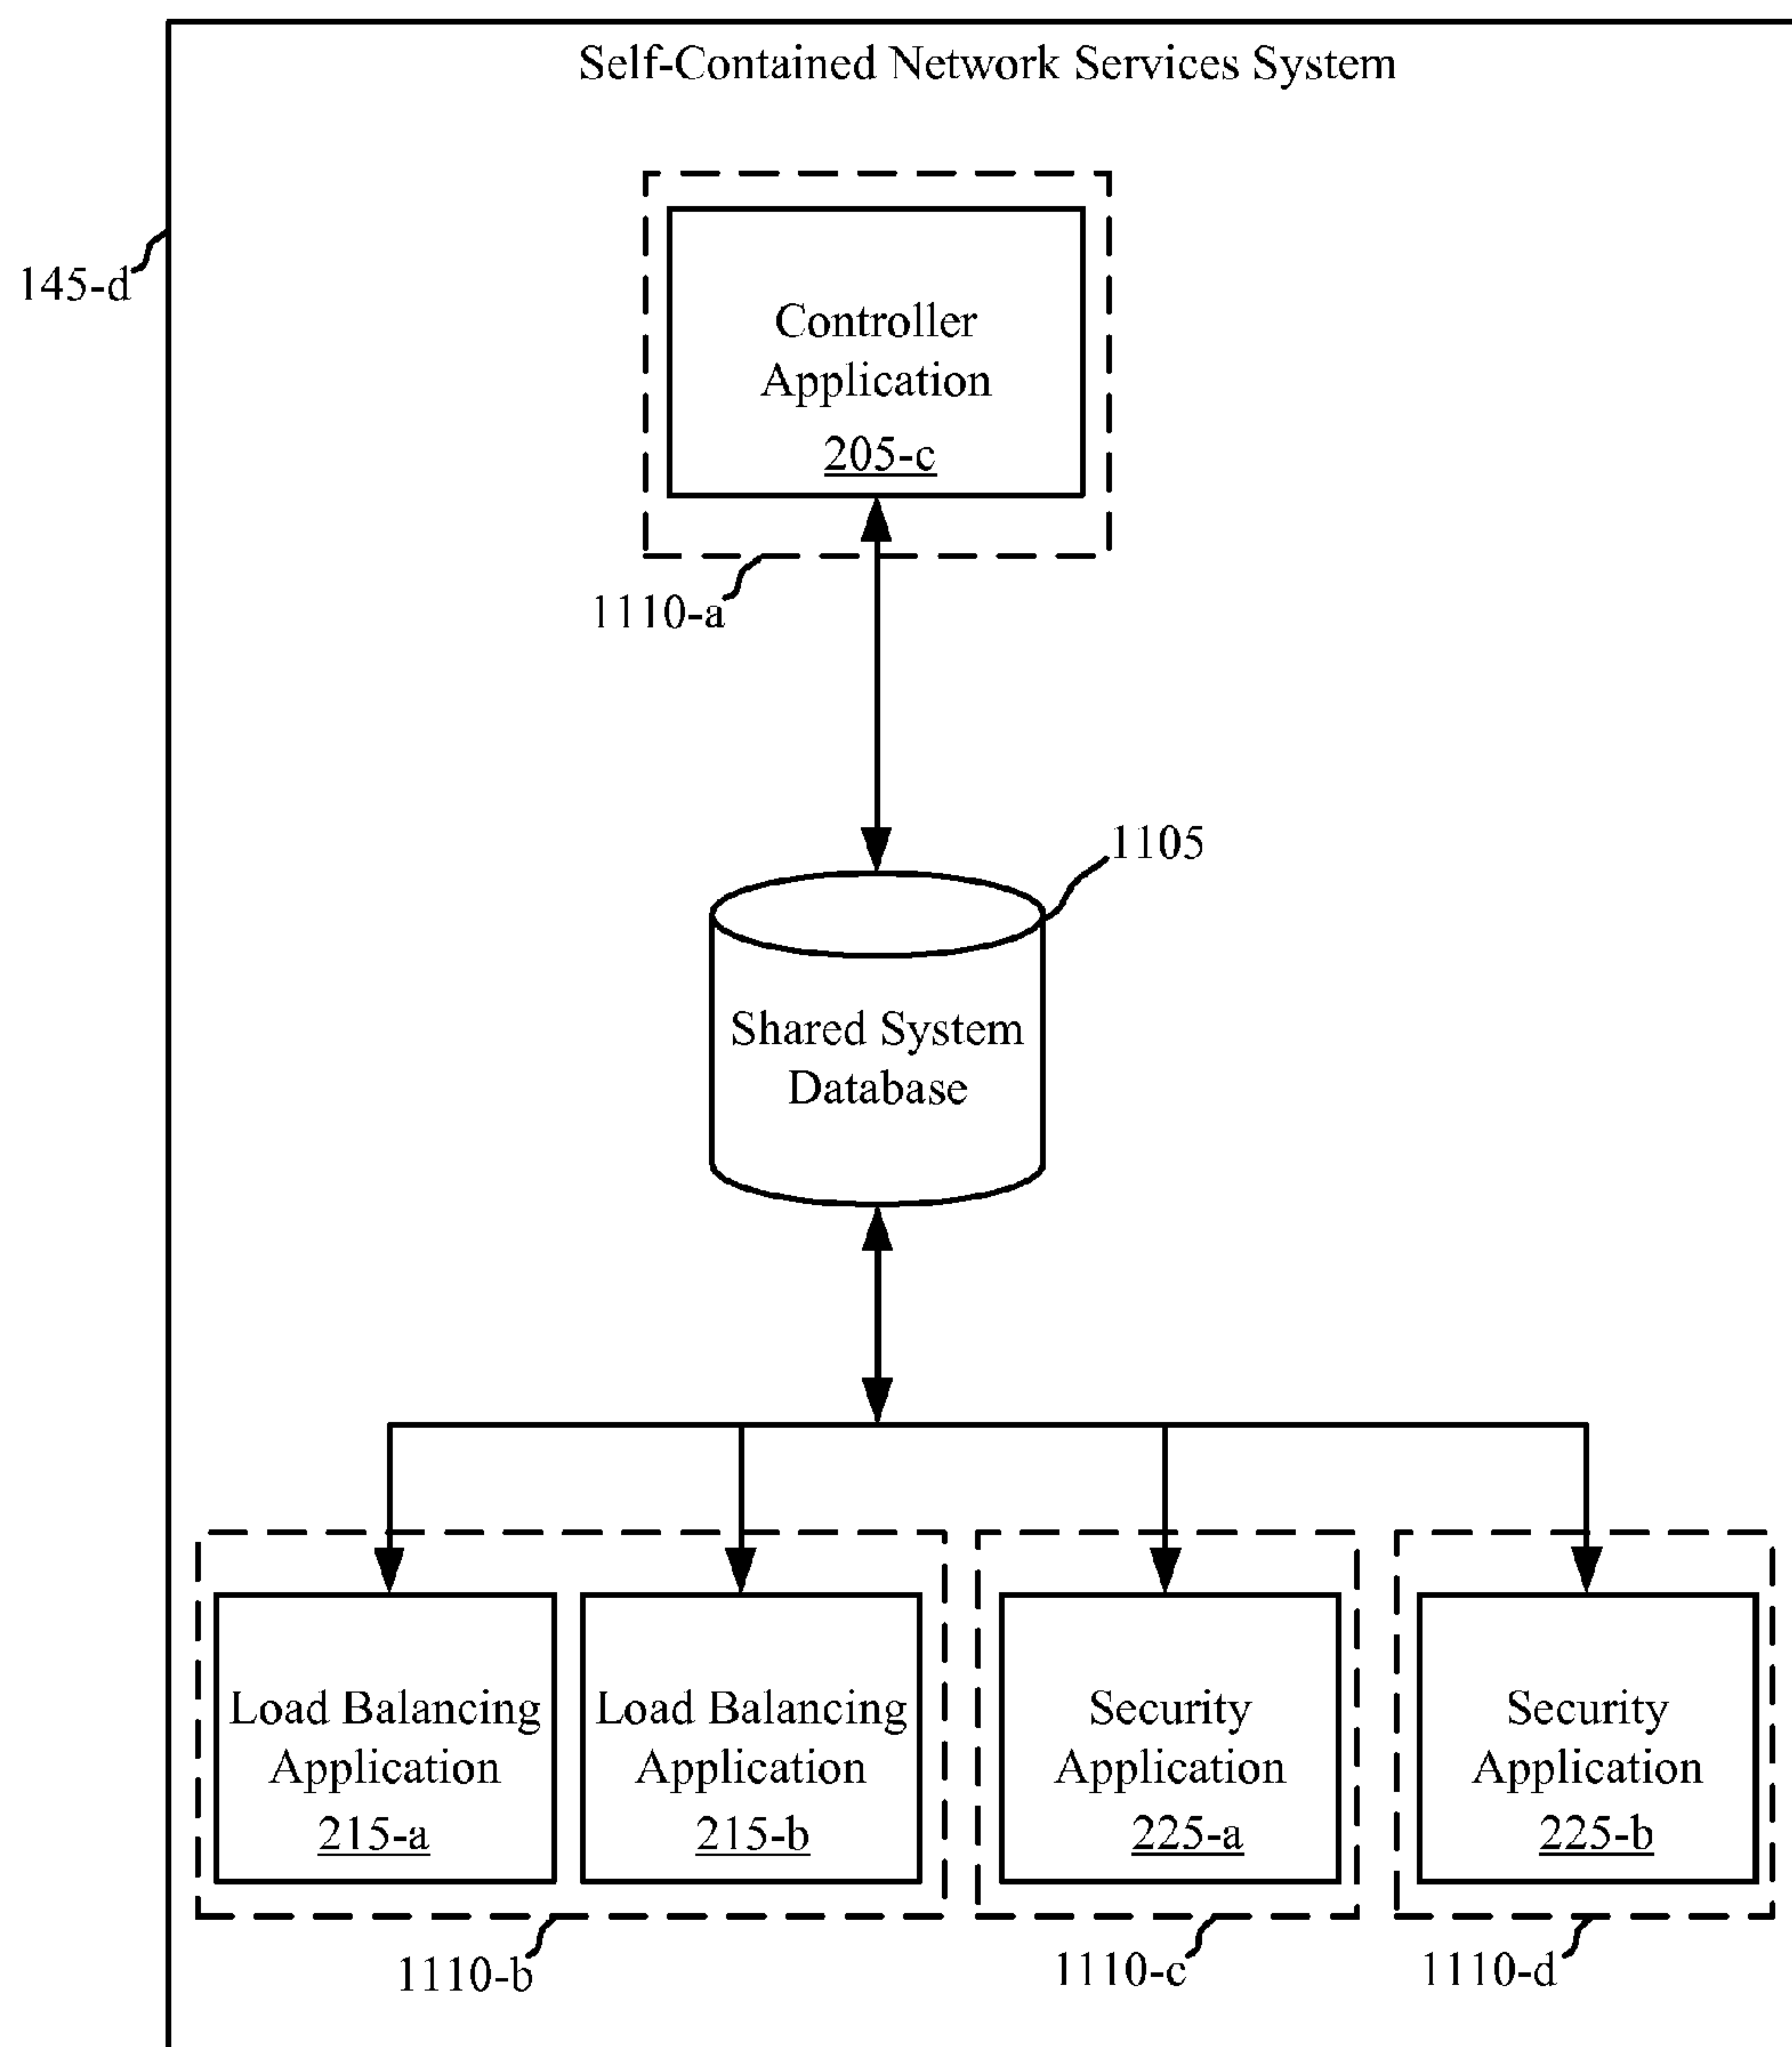 Self-Contained Network Services System
145-d
Controller
Application
205-c
1110-a
1105
Shared System
Database
Load Balancing
Application
215-a
Load Balancing
Application
215-b
Security
Application
225-a
Security
Application
225-b
1110-b
1110-c
1110-d